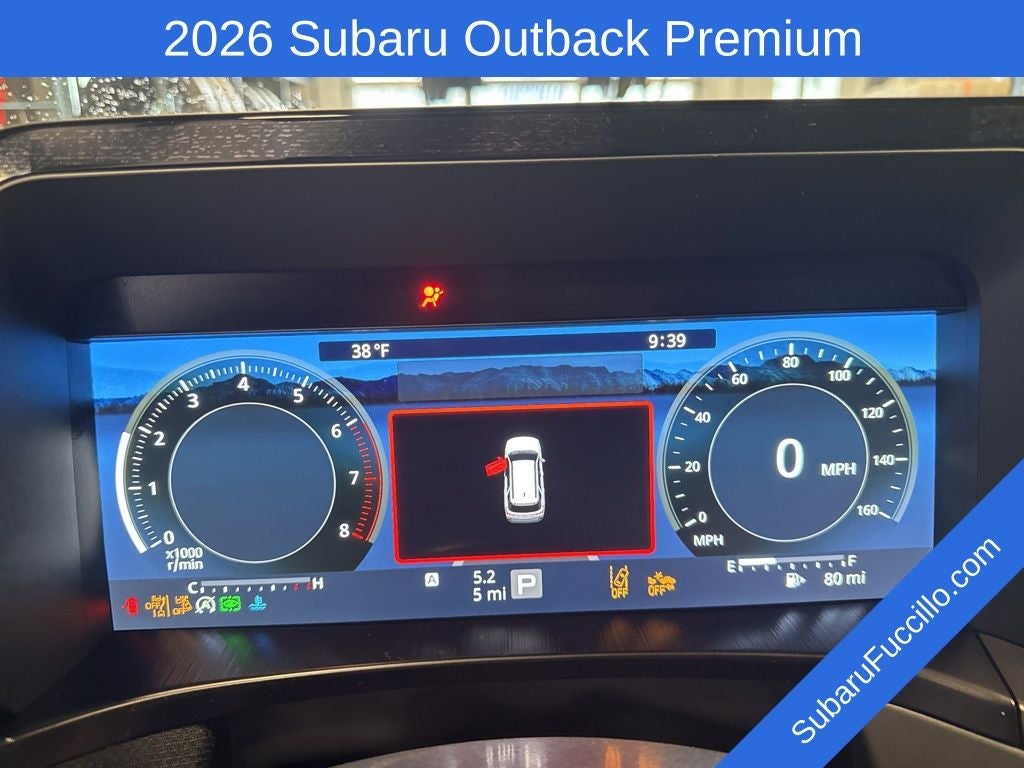 2026 Subaru Outback Premium
38°F
9:39
0
1
2
3
4
5
6
7
8
x1000
r/min
0
20
40
60
80
100
120
140
160
MPH
0 MPH
C H
A
5.2
5 mi
P
OFF
OFF
OFF
OFF
E F
80 mi
SubaruFuccillo.com